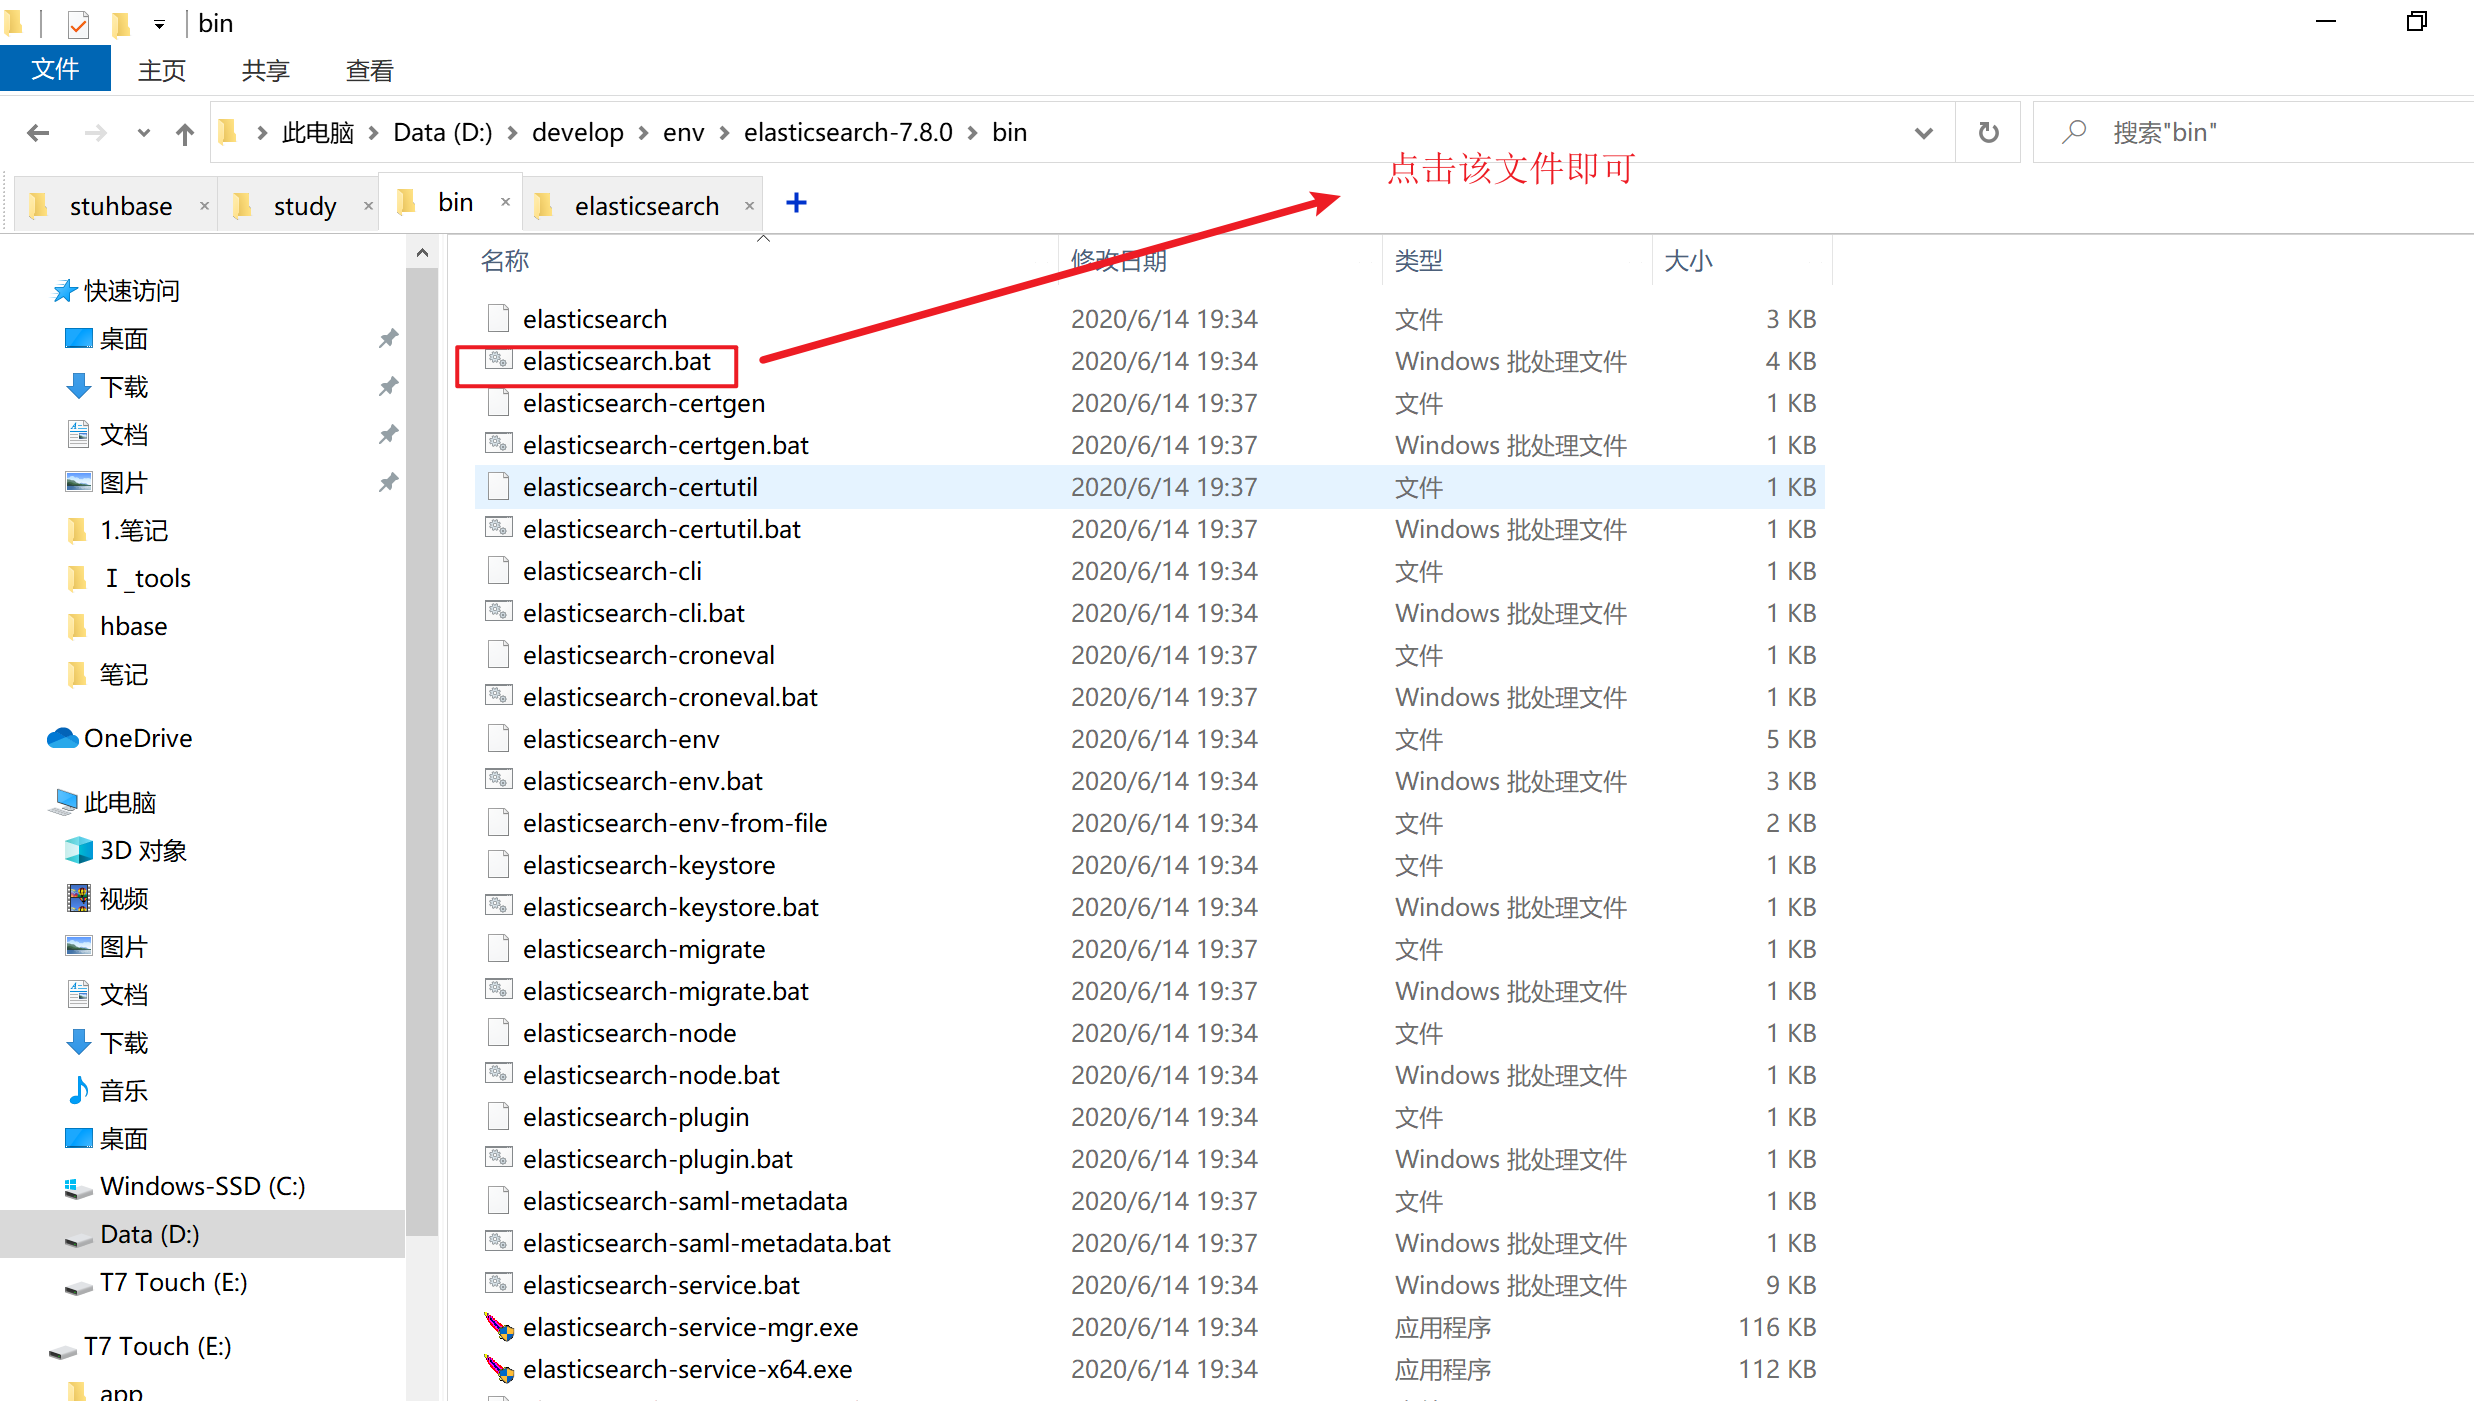 bin
文件 主页 共享 查看
此电脑 Data (D:) develop env elasticsearch-7.8.0 bin 搜索"bin"
点击该文件即可
stuhbase study bin elasticsearch
名称 修改日期 类型 大小
快速访问
桌面
下载
文档
图片
1.笔记
I _tools
hbase
笔记
OneDrive
此电脑
3D 对象
视频
图片
文档
下载
音乐
桌面
Windows-SSD (C:)
Data (D:)
T7 Touch (E:)
T7 Touch (E:)
app
elasticsearch 2020/6/14 19:34 文件 3 KB
elasticsearch.bat 2020/6/14 19:34 Windows 批处理文件 4 KB
elasticsearch-certgen 2020/6/14 19:37 文件 1 KB
elasticsearch-certgen.bat 2020/6/14 19:37 Windows 批处理文件 1 KB
elasticsearch-certutil 2020/6/14 19:37 文件 1 KB
elasticsearch-certutil.bat 2020/6/14 19:37 Windows 批处理文件 1 KB
elasticsearch-cli 2020/6/14 19:34 文件 1 KB
elasticsearch-cli.bat 2020/6/14 19:34 Windows 批处理文件 1 KB
elasticsearch-croneval 2020/6/14 19:37 文件 1 KB
elasticsearch-croneval.bat 2020/6/14 19:37 Windows 批处理文件 1 KB
elasticsearch-env 2020/6/14 19:34 文件 5 KB
elasticsearch-env.bat 2020/6/14 19:34 Windows 批处理文件 3 KB
elasticsearch-env-from-file 2020/6/14 19:34 文件 2 KB
elasticsearch-keystore 2020/6/14 19:34 文件 1 KB
elasticsearch-keystore.bat 2020/6/14 19:34 Windows 批处理文件 1 KB
elasticsearch-migrate 2020/6/14 19:37 文件 1 KB
elasticsearch-migrate.bat 2020/6/14 19:37 Windows 批处理文件 1 KB
elasticsearch-node 2020/6/14 19:34 文件 1 KB
elasticsearch-node.bat 2020/6/14 19:34 Windows 批处理文件 1 KB
elasticsearch-plugin 2020/6/14 19:34 文件 1 KB
elasticsearch-plugin.bat 2020/6/14 19:34 Windows 批处理文件 1 KB
elasticsearch-saml-metadata 2020/6/14 19:37 文件 1 KB
elasticsearch-saml-metadata.bat 2020/6/14 19:37 Windows 批处理文件 1 KB
elasticsearch-service.bat 2020/6/14 19:34 Windows 批处理文件 9 KB
elasticsearch-service-mgr.exe 2020/6/14 19:34 应用程序 116 KB
elasticsearch-service-x64.exe 2020/6/14 19:34 应用程序 112 KB